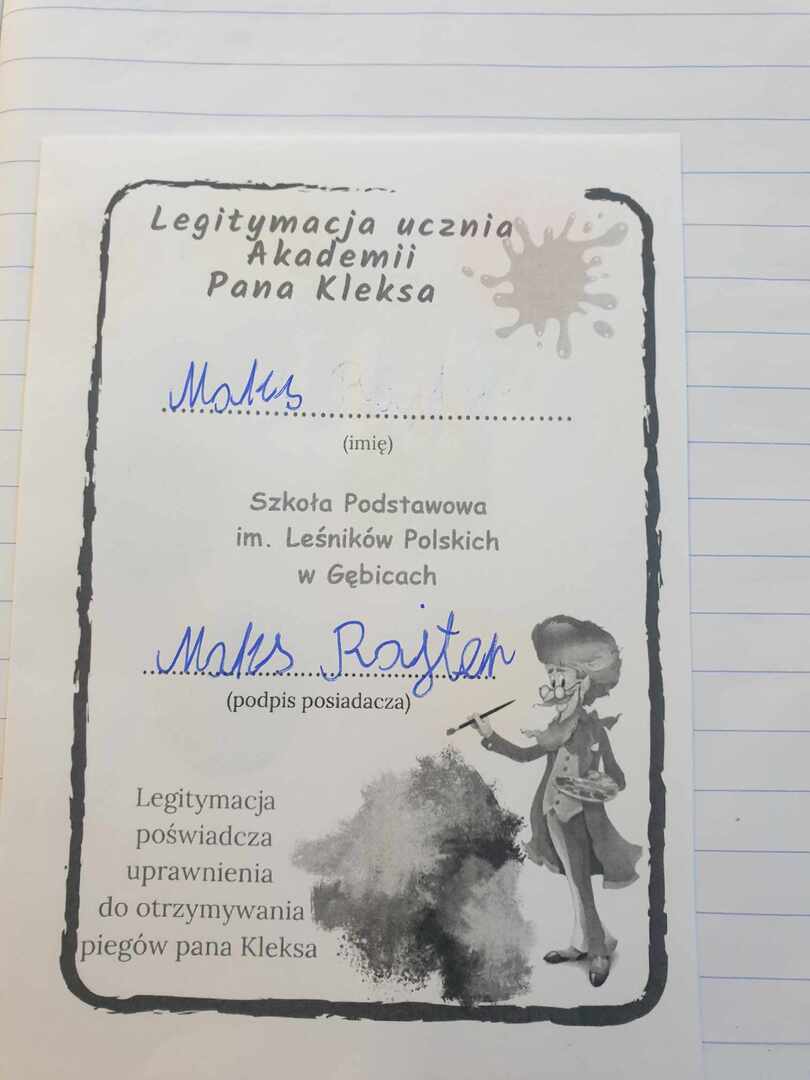 Legitymacja ucznia
Akademii
Pana Kleksa
Maks
(imię)
Szkoła Podstawowa
im. Leśników Polskich
w Gębicach
Maks Rajter
(podpis posiadacza)
Legitymacja
poświadcza
uprawnienia
do otrzymywania
piegów pana Kleksa